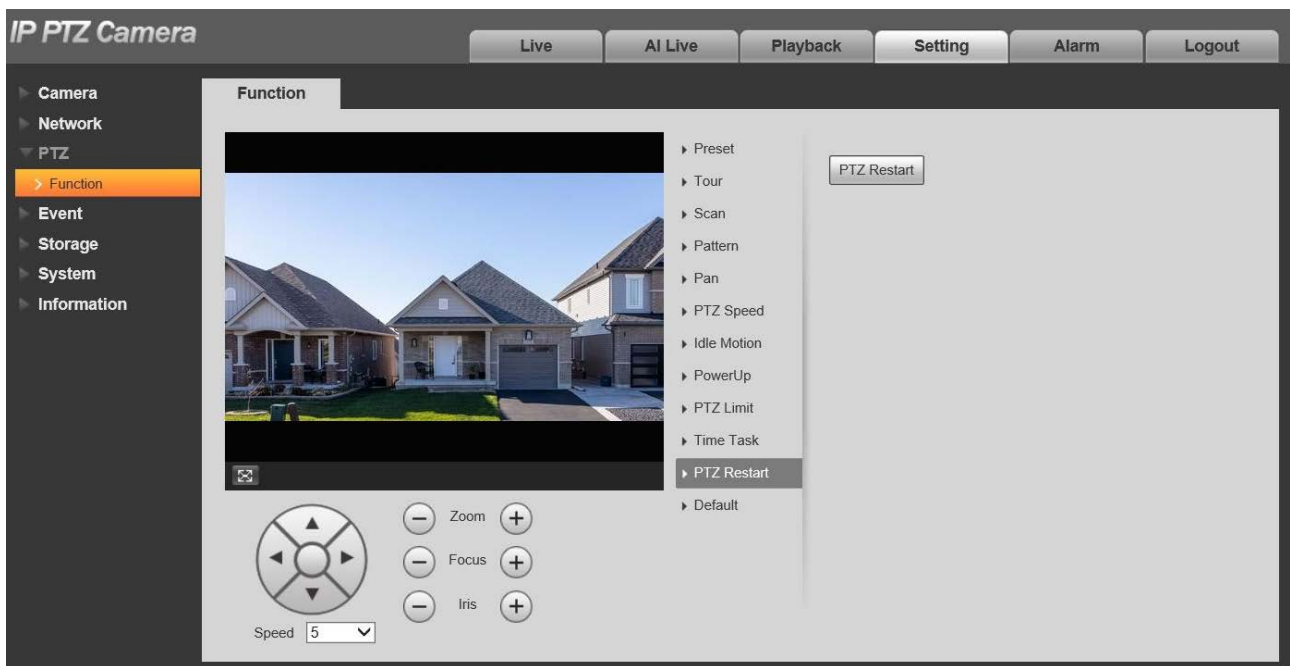 IP PTZ Camera
Live AI Live Playback Setting Alarm Logout
Camera
Network
PTZ
Function
Event
Storage
System
Information
Function
Preset
Tour
Scan
Pattern
Pan
PTZ Speed
Idle Motion
PowerUp
PTZ Limit
Time Task
PTZ Restart
Default
PTZ Restart
Zoom
Focus
Iris
Speed 5